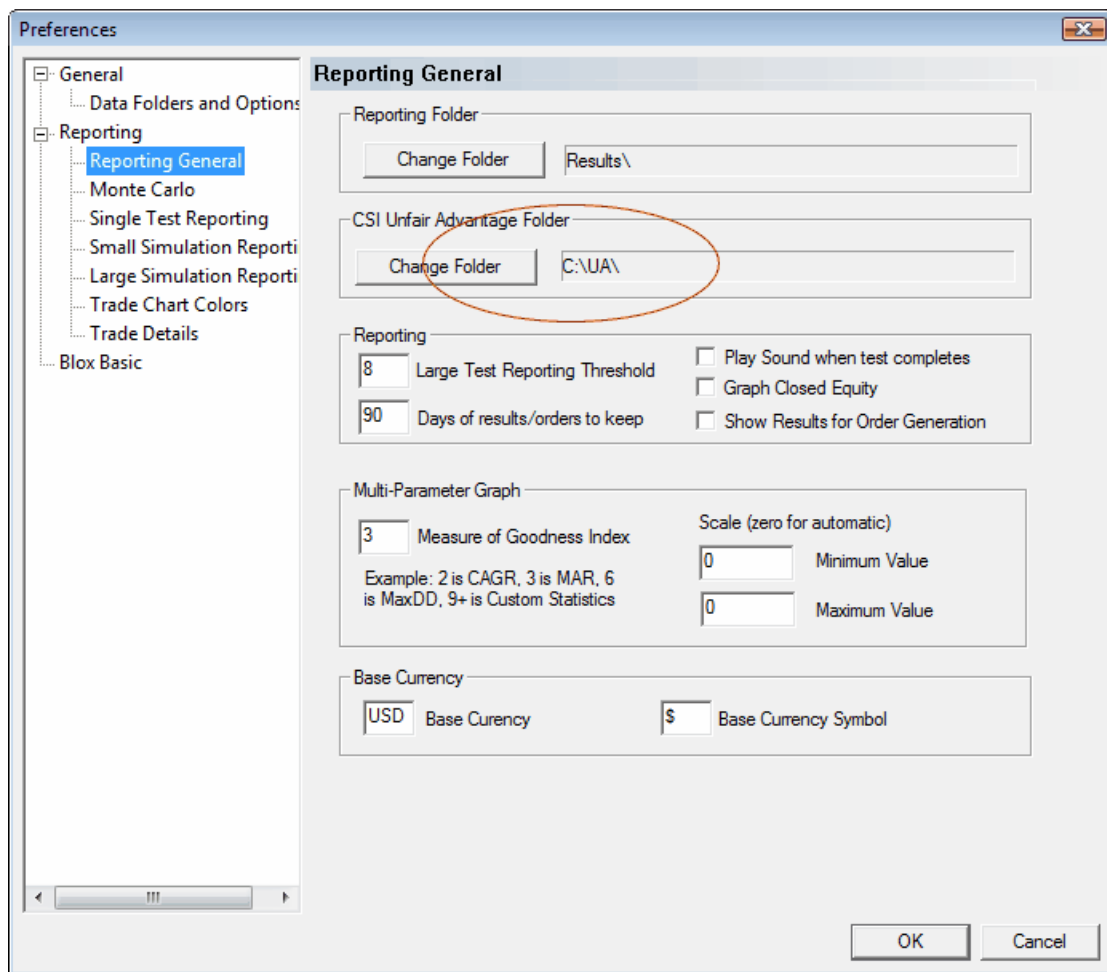 Preferences
General
Data Folders and Options
Reporting
Reporting General
Monte Carlo
Single Test Reporting
Small Simulation Reporti
Large Simulation Reporti
Trade Chart Colors
Trade Details
Blox Basic
Reporting General
Reporting Folder
Change Folder Results\
CSI Unfair Advantage Folder
Change Folder C:\UA\
Reporting
8 Large Test Reporting Threshold
90 Days of results/orders to keep
Play Sound when test completes
Graph Closed Equity
Show Results for Order Generation
Multi-Parameter Graph
3 Measure of Goodness Index
Example: 2 is CAGR, 3 is MAR, 6
is MaxDD, 9+ is Custom Statistics
Scale (zero for automatic)
0 Minimum Value
0 Maximum Value
Base Currency
USD Base Curency
$ Base Currency Symbol
OK Cancel